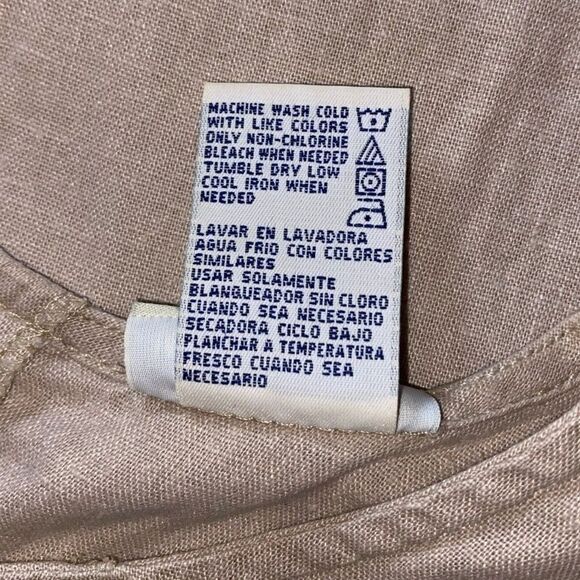 MACHINE WASH COLD
WITH LIKE COLORS
ONLY NON-CHLORINE
BLEACH WHEN NEEDED
TUMBLE DRY LOW
COOL IRON WHEN
NEEDED
LAVAR EN LAVADORA
AGUA FRIO CON COLORES
SIMILARES
USAR SOLAMENTE
BLANQUEADOR SIN CLORO
CUANDO SEA NECESARIO
SECADORA CICLO BAJO
PLANCHAR A TEMPERATURA
FRESCO CUANDO SEA
NECESARIO